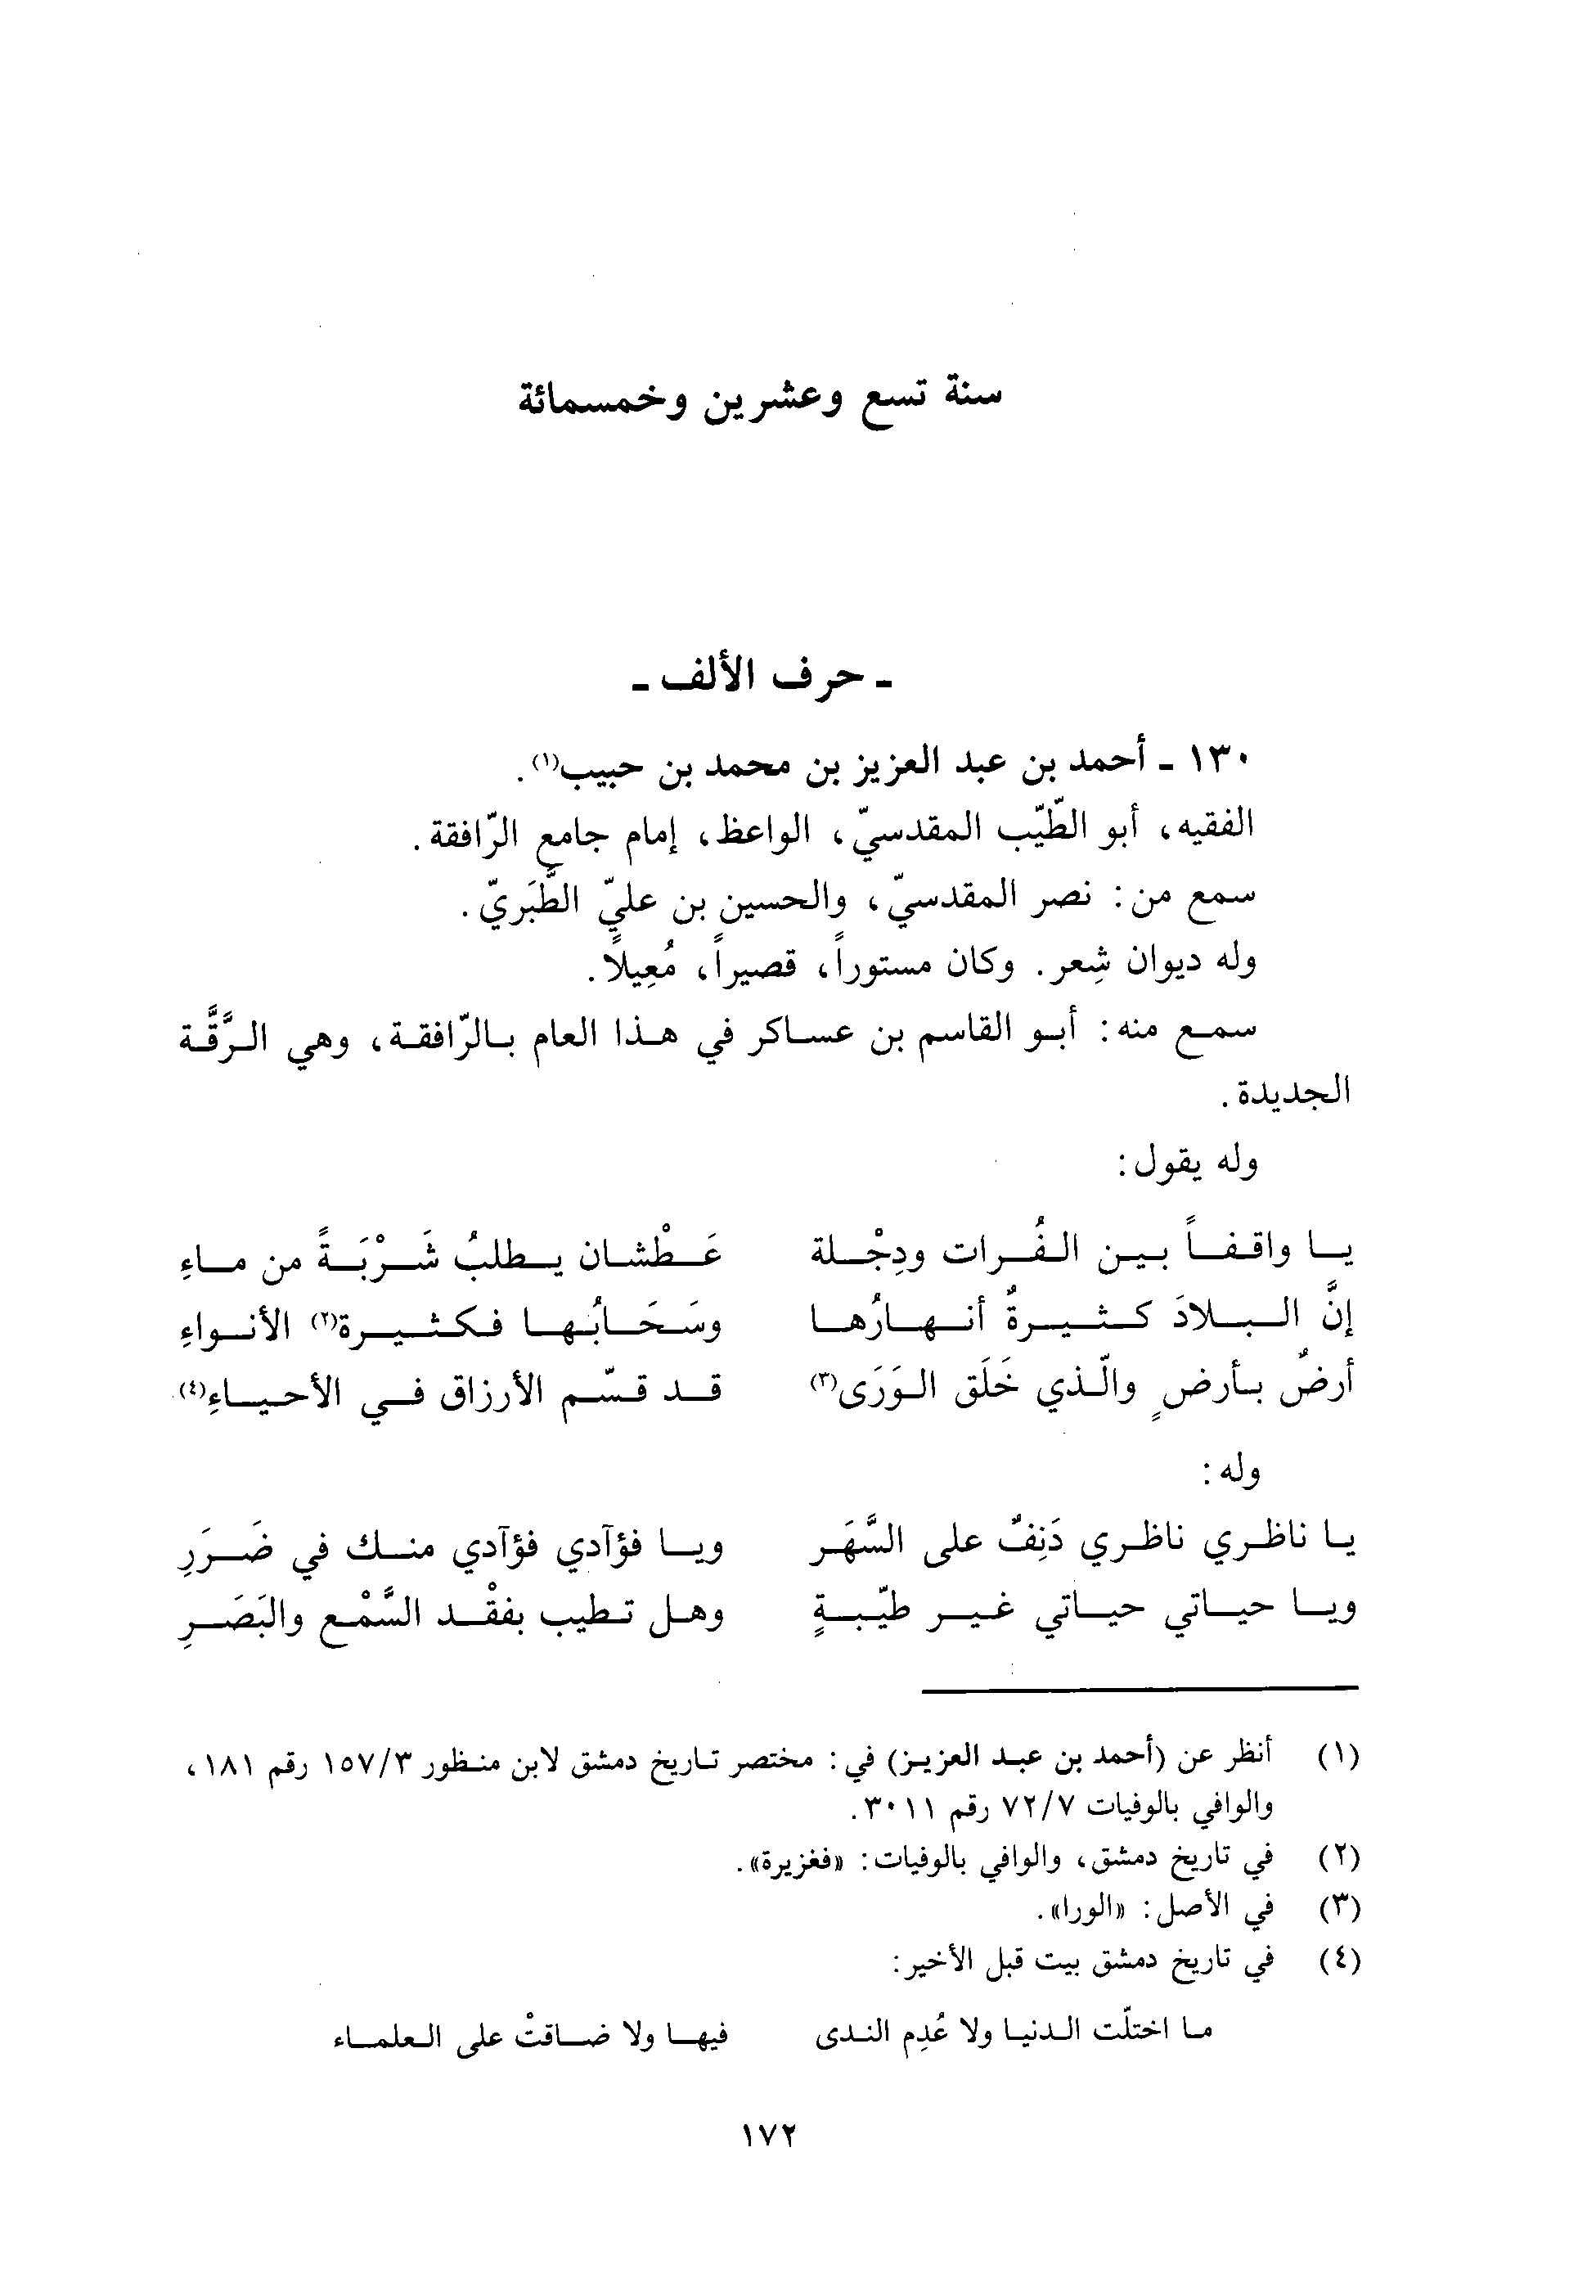 سنة تسع وعشرين وخمسمائة
ـ حرف الألف ـ
١٣٠ ـ أحمد بن عبد العزيز بن محمد بن حبيب(١).
الفقيه، أبو الطّيّب المقدسيّ، الواعظ، إمام جامع الرّافقة.
سمع من: نصر المقدسيّ، والحسين بن عليّ الطَّبَريّ.
وله ديوان شِعر. وكان مستوراً، قصيراً، مُعِيلاً.
سمع منه: أبو القاسم بن عساكر في هذا العام بالرّافقة، وهي الرَّقَّة
الجديدة.
وله يقول:
يا واقفاً بين الفُرات ودِجْلة عَطْشان يطلبُ شَرْبَةً من ماءِ
إنَّ البلادَ كثيرةٌ أنهارُها وسَحَابُها فكثيرة(٢) الأنواءِ
أرضٌ بأرضٍ والّذي خَلَق الوَرَى(٣) قد قسّم الأرزاق في الأحياءِ(٤)
وله:
يا ناظري ناظري دَنِفٌ على السَّهَر ويا فؤآدي فؤآدي منك في ضَرَرِ
ويا حياتي حياتي غير طيّبةٍ وهل تطيب بفقْد السَّمْع والبَصَرِ
(١) أنظر عن (أحمد بن عبد العزيز) في: مختصر تاريخ دمشق لابن منظور ١٥٧/٣ رقم ١٨١،
والوافي بالوفيات ٧٢/٧ رقم ٣٠١١.
(٢) في تاريخ دمشق، والوافي بالوفيات: «فغزيرة».
(٣) في الأصل: «الورا».
(٤) في تاريخ دمشق بيت قبل الأخير:
ما اختلّت الدنيا ولا عُدِم الندى فيها ولا ضاقتْ على العلماء
١٧٢